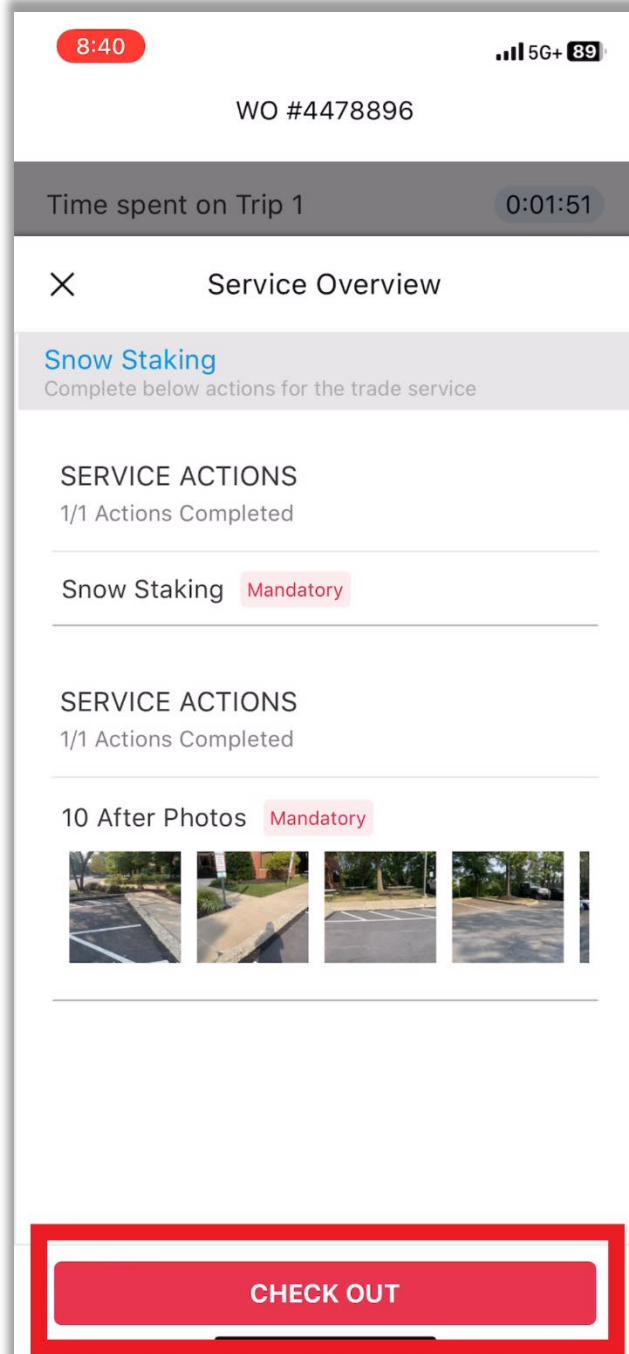 8:40
5G+ 89
WO #4478896
Time spent on Trip 1 0:01:51
Service Overview
Snow Staking
Complete below actions for the trade service
SERVICE ACTIONS
1/1 Actions Completed
Snow Staking Mandatory
SERVICE ACTIONS
1/1 Actions Completed
10 After Photos Mandatory
CHECK OUT